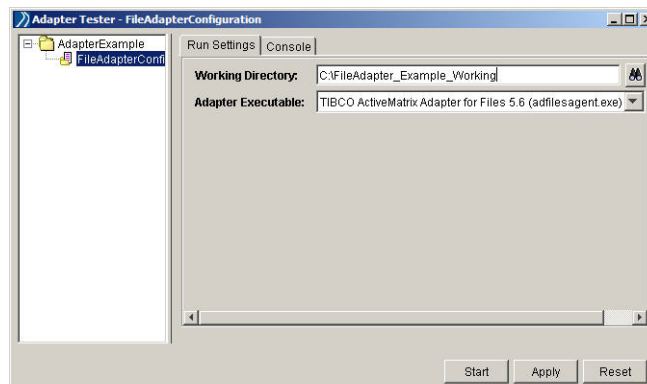 Adapter Tester - FileAdapterConfiguration
AdapterExample
FileAdapterConfi
Run Settings
Console
Working Directory: C:\FileAdapter_Example_Working
Adapter Executable: TIBCO ActiveMatrix Adapter for Files 5.6 (adfilesagent.exe)
Start
Apply
Reset